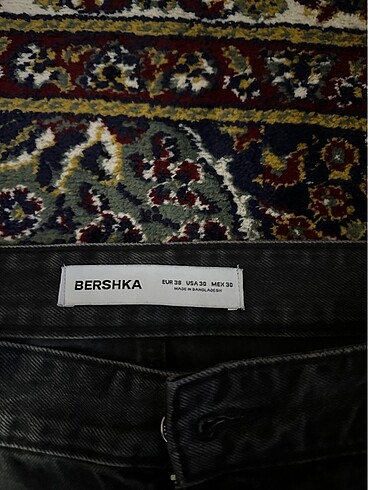 BERSHKA
EUR 38 USA 30 MEX 30
MADE IN BANGLADESH